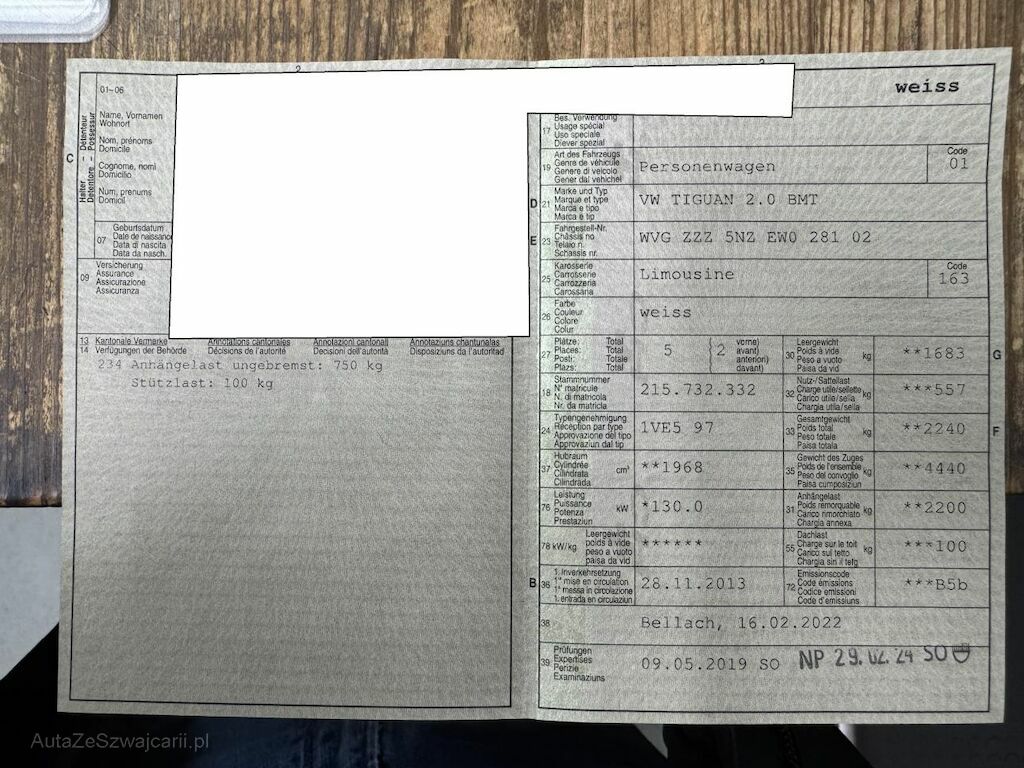 2
3
01-06
weiss
C
Halter – Détenteur
Detentore – Possessur
Name, Vornamen
Wohnort
Nom, prénoms
Domicile
Cognome, nomi
Domicilio
Num, prenums
Domicil
07
Geburtsdatum
Date de naissance
Data di nascita
Data da nasch.
09
Versicherung
Assurance
Assicurazione
Assicuranza
13 Kantonale Vermerke Annotations cantonales Annotazioni cantonali Annotaziuns chantunalas
14 Verfügungen der Behörde Décisions de l'autorité Decisioni dell'autorità Disposiziuns da l'autoritad
234 Anhängelast ungebremst: 750 kg
Stützlast: 100 kg
17
Bes. Verwendung
Usage spécial
Uso speciale
Diever spezial
19
Art des Fahrzeugs
Genre de véhicule
Genere di veicolo
Gener dal vehichel
Personenwagen
Code
01
D 21
Marke und Typ
Marque et type
Marca e tipo
Marca e tip
VW TIGUAN 2.0 BMT
E 23
Fahrgestell-Nr.
Châssis no
Telaio n.
Schassis nr.
WVG ZZZ 5NZ EW0 281 02
25
Karosserie
Carrosserie
Carrozzeria
Carossaria
Limousine
Code
163
26
Farbe
Couleur
Colore
Colur
weiss
27
Plätze: Total
Places: Total
Posti: Totale
Plazs: Total
5 ( 2
vorne)
avant)
anteriori)
davant)
30
Leergewicht
Poids à vide
Peso a vuoto
Paisa da vid
kg
**1683
G
18
Stammnummer
N° matricule
N. di matricola
Nr. da matricla
215.732.332
32
Nutz-/Sattellast
Charge utile/sellette
Carico utile/sella
Chargia utila/sella
kg
***557
24
Typengenehmigung
Réception par type
Approvazione del tipo
Approvaziun dal tip
1VE5 97
33
Gesamtgewicht
Poids total
Peso totale
Paisa totala
kg
**2240
F
37
Hubraum
Cylindrée
Cilindrata
Cilindrada
cm³
**1968
35
Gewicht des Zuges
Poids de l'ensemble
Peso del convoglio
Paisa cumposiziun
kg
**4440
76
Leistung
Puissance
Potenza
Prestaziun
kW
*130.0
31
Anhängelast
Poids remorquable
Carico rimorchiato
Chargia annexa
kg
**2200
78 kW/kg
Leergewicht
poids à vide
peso a vuoto
paisa da vid
******
55
Dachlast
Charge sur le toit
Carico sul tetto
Chargia sin il tetg
kg
***100
B 36
1. Inverkehrsetzung
1re mise en circulation
1a messa in circolazione
1. entrada en circulaziun
28.11.2013
72
Emissionscode
Code émissions
Codice emissioni
Code d'emissiuns
***B5b
38
Bellach, 16.02.2022
39
Prüfungen
Expertises
Perizie
Examinaziuns
09.05.2019 SO
NP 29.02.24 SO
AutaZeSzwajcarii.pl